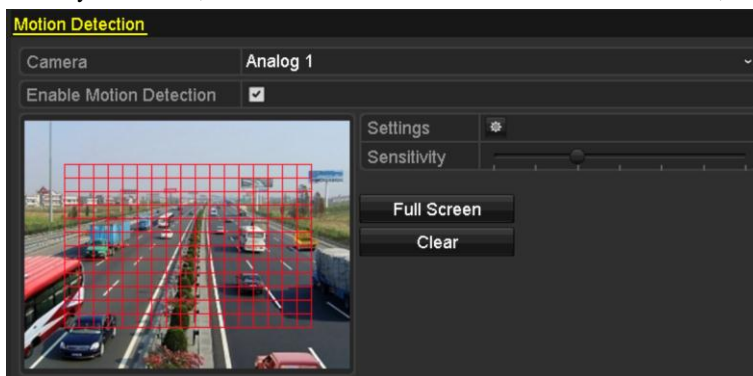 Motion Detection
Camera Analog 1
Enable Motion Detection
Settings
Sensitivity
Full Screen
Clear